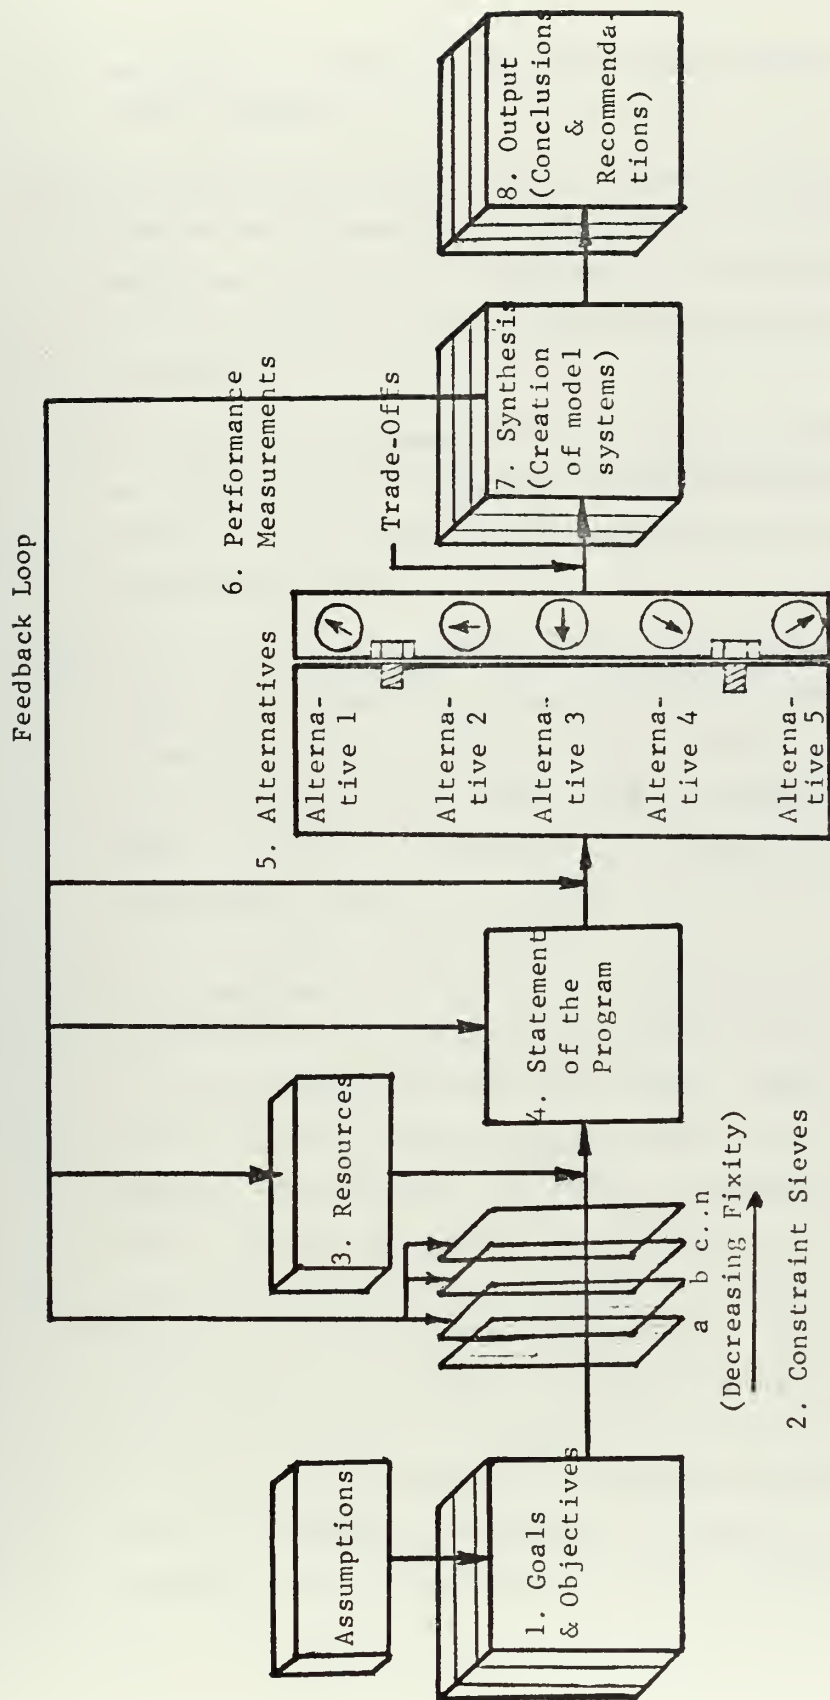 Feedback Loop
Assumptions
1. Goals
& Objectives
a b c..n
(Decreasing Fixity)
2. Constraint Sieves
3. Resources
4. Statement
of the
Program
5. Alternatives
Alterna-
tive 1
Alterna-
tive 2
Alterna-
tive 3
Alterna-
tive 4
Alterna-
tive 5
6. Performance
Measurements
Trade-Offs
7. Synthesis
(Creation
of model
systems)
8. Output
(Conclusions
&
Recommenda-
tions)